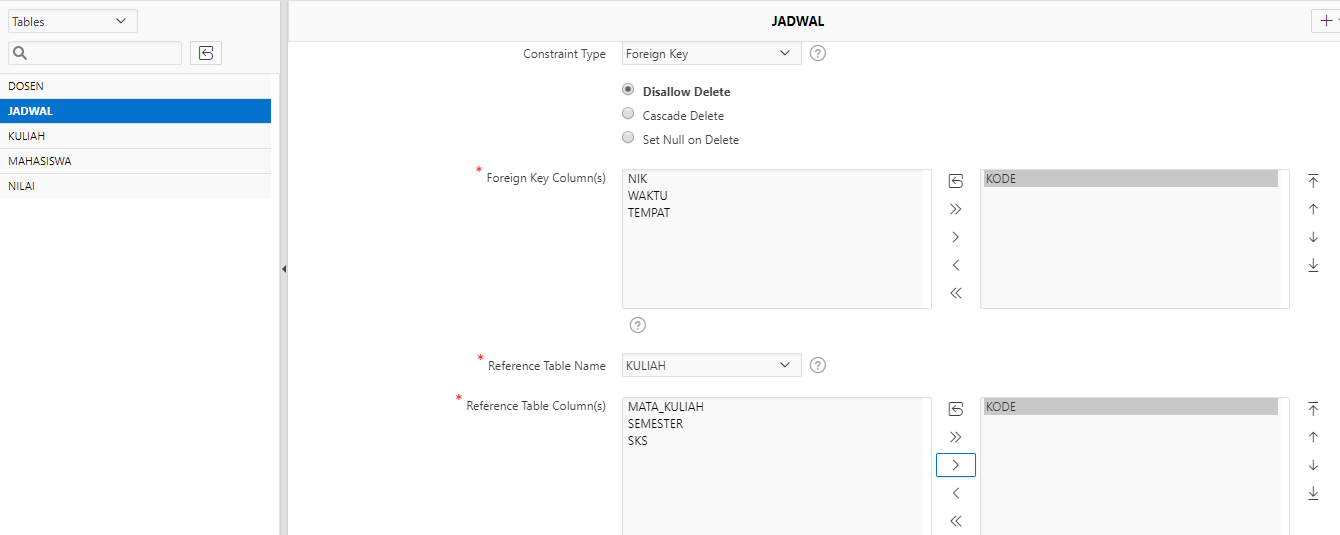 Tables
JADWAL
DOSEN
JADWAL
KULIAH
MAHASISWA
NILAI
Constraint Type
Foreign Key
?
Disallow Delete
Cascade Delete
Set Null on Delete
* Foreign Key Column(s)
NIK
WAKTU
TEMPAT
KODE
?
* Reference Table Name
KULIAH
?
* Reference Table Column(s)
MATA_KULIAH
SEMESTER
SKS
KODE